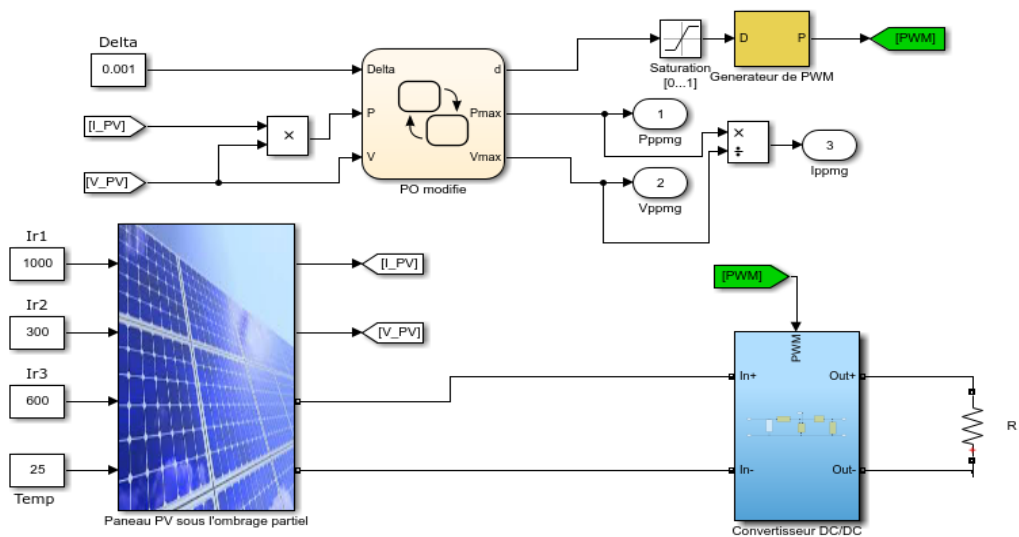 Delta
0.001
[I_PV]
[V_PV]
×
Delta
P
V
d
Pmax
Vmax
PO modifie
Saturation
[0...1]
D
P
Generateur de PWM
[PWM]
1
Pppmg
2
Vppmg
×
÷
3
Ippmg
Ir1
1000
Ir2
300
Ir3
600
25
Temp
[I_PV]
[V_PV]
Paneau PV sous l'ombrage partiel
[PWM]
PWM
In+
In-
Out+
Out-
Convertisseur DC/DC
R